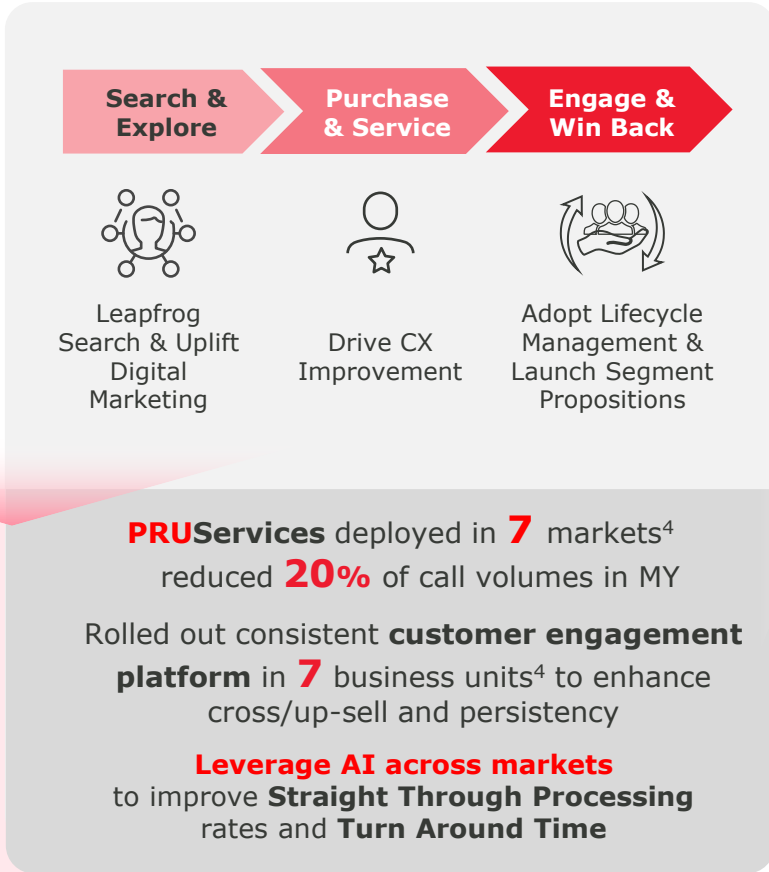 Search &
Explore
Purchase
& Service
Engage &
Win Back
Leapfrog
Search & Uplift
Digital
Marketing
Drive CX
Improvement
Adopt Lifecycle
Management &
Launch Segment
Propositions
PRUServices deployed in 7 markets⁴
reduced 20% of call volumes in MY
Rolled out consistent customer engagement
platform in 7 business units⁴ to enhance
cross/up-sell and persistency
Leverage AI across markets
to improve Straight Through Processing
rates and Turn Around Time